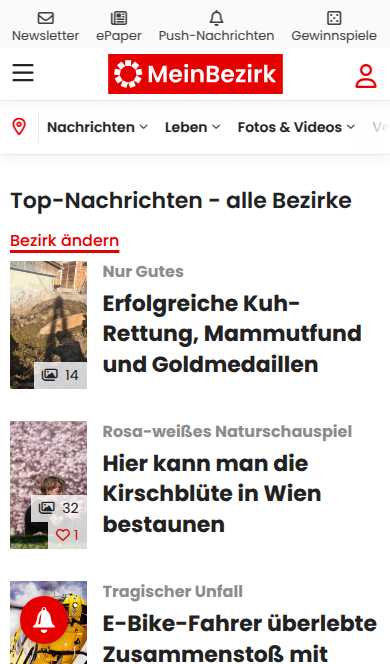 Newsletter ePaper Push-Nachrichten Gewinnspiele
MeinBezirk
Nachrichten Leben Fotos & Videos
Top-Nachrichten - alle Bezirke
Bezirk ändern
Nur Gutes
Erfolgreiche Kuh-
Rettung, Mammutfund
und Goldmedaillen
14
Rosa-weißes Naturschauspiel
Hier kann man die
Kirschblüte in Wien
bestaunen
32
1
Tragischer Unfall
E-Bike-Fahrer überlebte
Zusammenstoß mit